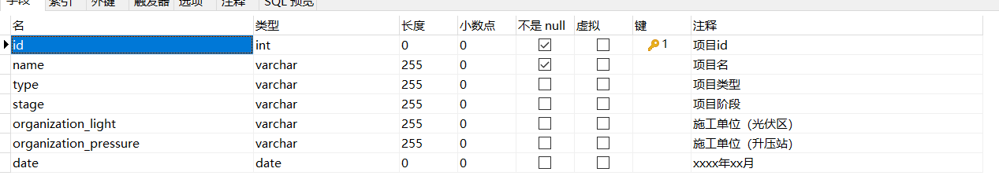 字段 索引 外键 触发器 选项 注释 SQL 预览
名 类型 长度 小数点 不是 null 虚拟 键 注释
id int 0 0 1 项目id
name varchar 255 0 项目名
type varchar 255 0 项目类型
stage varchar 255 0 项目阶段
organization_light varchar 255 0 施工单位（光伏区）
organization_pressure varchar 255 0 施工单位（升压站）
date date 0 0 xxxx年xx月